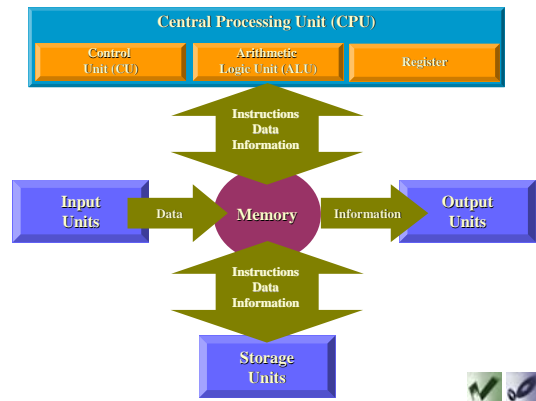 Central Processing Unit (CPU)
Control
Unit (CU)
Arithmetic
Logic Unit (ALU)
Register
Instructions
Data
Information
Input
Units
Data
Memory
Information
Output
Units
Instructions
Data
Information
Storage
Units